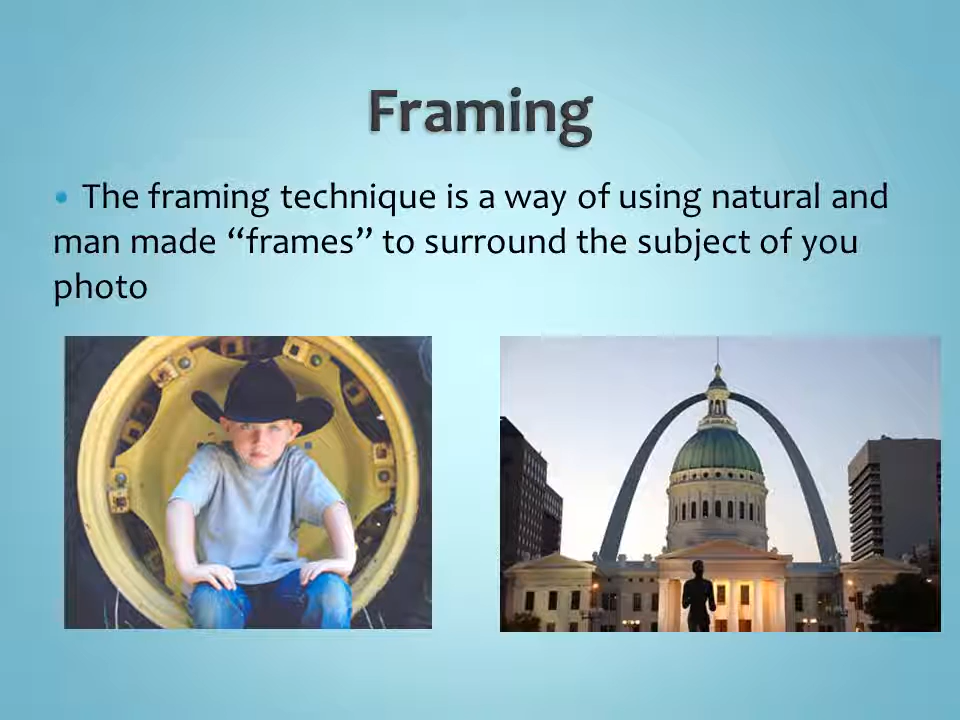 Framing
• The framing technique is a way of using natural and
man made “frames” to surround the subject of you
photo